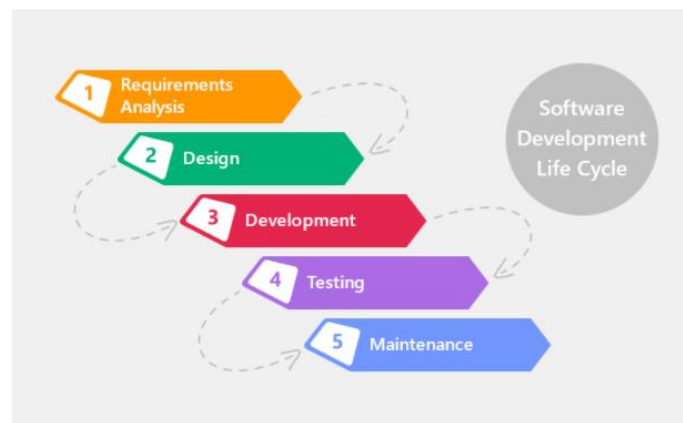 1
Requirements
Analysis
2
Design
3
Development
4
Testing
5
Maintenance
Software
Development
Life Cycle